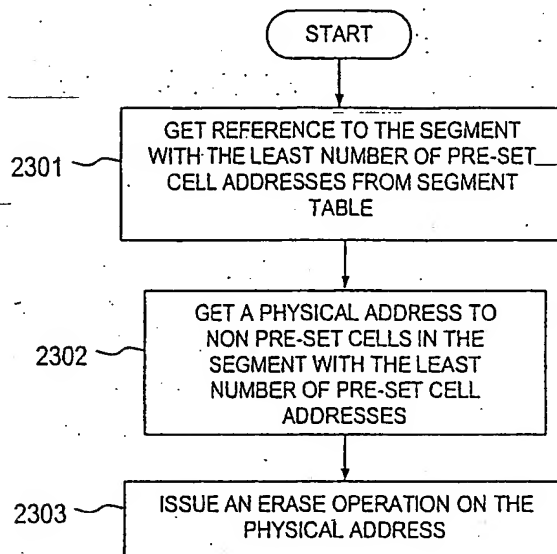 START
GET REFERENCE TO THE SEGMENT
WITH THE LEAST NUMBER OF PRE-SET
CELL ADDRESSES FROM SEGMENT
TABLE
2301
GET A PHYSICAL ADDRESS TO
NON PRE-SET CELLS IN THE
SEGMENT WITH THE LEAST
NUMBER OF PRE-SET CELL
ADDRESSES
2302
ISSUE AN ERASE OPERATION ON THE
PHYSICAL ADDRESS
2303